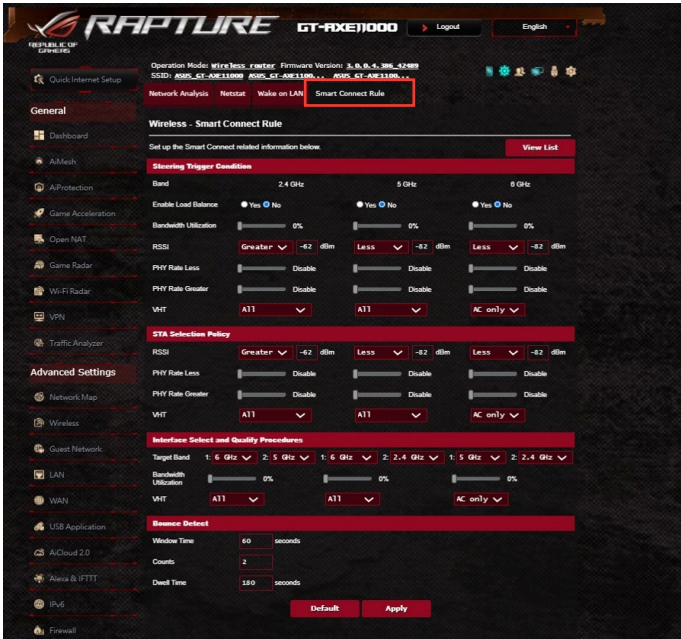 REPUBLIC OF GAMERS
RAPTURE
GT-AXE11000
Logout
English
Operation Mode: Wireless router Firmware Version: 3.0.0.4.386_42489
SSID: ASUS_GT-AXE11000 ASUS_GT-AXE1100... ASUS_GT-AXE1100...
Quick Internet Setup
Network Analysis Netstat Wake on LAN Smart Connect Rule
General
Dashboard
AiMesh
AiProtection
Game Acceleration
Open NAT
Game Radar
Wi-Fi Radar
VPN
Traffic Analyzer
Advanced Settings
Network Map
Wireless
Guest Network
LAN
WAN
USB Application
AiCloud 2.0
Alexa & IFTTT
IPv6
Firewall
Wireless - Smart Connect Rule
Set up the Smart Connect related information below.
View List
Steering Trigger Condition
Band 2.4 GHz 5 GHz 6 GHz
Enable Load Balance Yes No Yes No Yes No
Bandwidth Utilization 0% 0% 0%
RSSI Greater -62 dBm Less -82 dBm Less -82 dBm
PHY Rate Less Disable Disable Disable
PHY Rate Greater Disable Disable Disable
VHT All All AC only
STA Selection Policy
RSSI Greater -62 dBm Less -82 dBm Less -82 dBm
PHY Rate Less Disable Disable Disable
PHY Rate Greater Disable Disable Disable
VHT All All AC only
Interface Select and Qualify Procedures
Target Band 1: 6 GHz 2: 5 GHz 1: 6 GHz 2: 2.4 GHz 1: 5 GHz 2: 2.4 GHz
Bandwidth Utilization 0% 0% 0%
VHT All All AC only
Bounce Detect
Window Time 60 seconds
Counts 2
Dwell Time 180 seconds
Default Apply